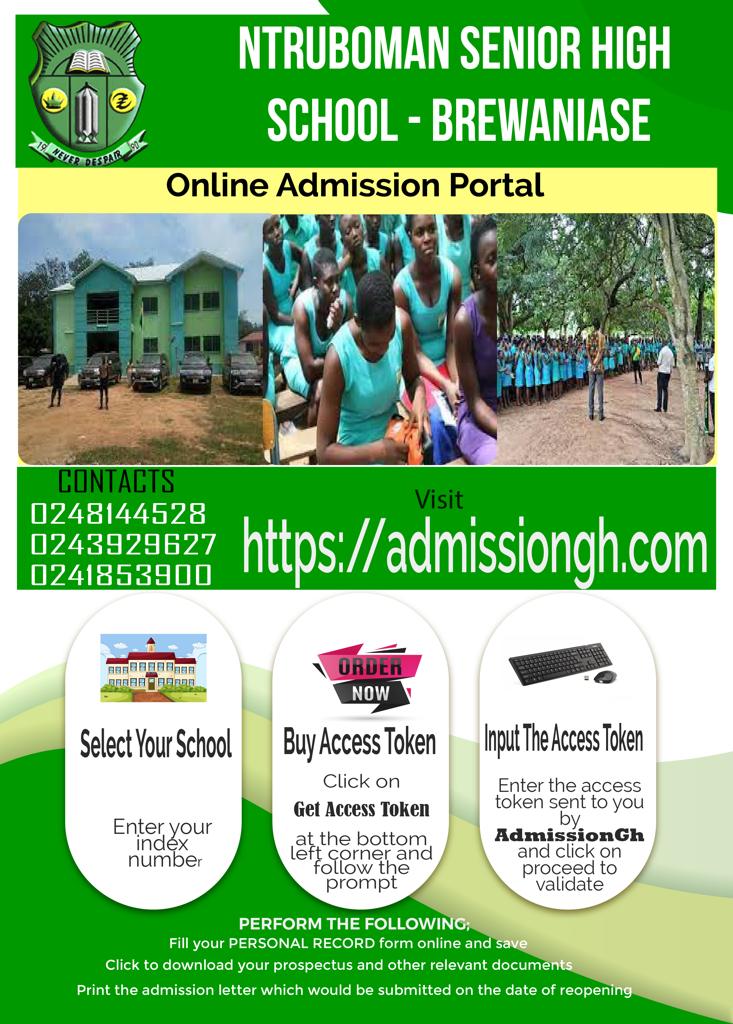 NTRUBOMAN SENIOR HIGH
SCHOOL - BREWANIASE
19 NEVER DESPAIR 90
Online Admission Portal
CONTACTS
0248144528
0243929627
0241853900
Visit
https://admissiongh.com
Select Your School
Enter your
index
number
ORDER
NOW
Buy Access Token
Click on
Get Access Token
at the bottom
left corner and
follow the
prompt
Input The Access Token
Enter the access
token sent to you
by
AdmissionGh
and click on
proceed to
validate
PERFORM THE FOLLOWING;
Fill your PERSONAL RECORD form online and save
Click to download your prospectus and other relevant documents
Print the admission letter which would be submitted on the date of reopening